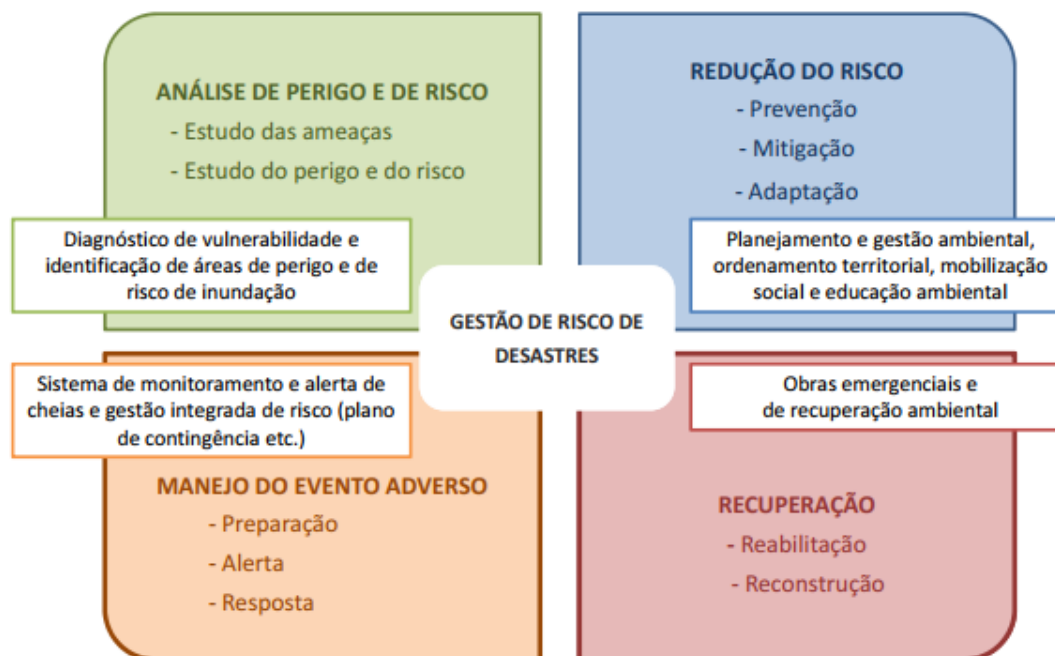 ANÁLISE DE PERIGO E DE RISCO
- Estudo das ameaças
- Estudo do perigo e do risco
Diagnóstico de vulnerabilidade e
identificação de áreas de perigo e de
risco de inundação
REDUÇÃO DO RISCO
- Prevenção
- Mitigação
- Adaptação
Planejamento e gestão ambiental,
ordenamento territorial, mobilização
social e educação ambiental
GESTÃO DE RISCO DE
DESASTRES
Sistema de monitoramento e alerta de
cheias e gestão integrada de risco (plano
de contingência etc.)
MANEJO DO EVENTO ADVERSO
- Preparação
- Alerta
- Resposta
Obras emergenciais e
de recuperação ambiental
RECUPERAÇÃO
- Reabilitação
- Reconstrução